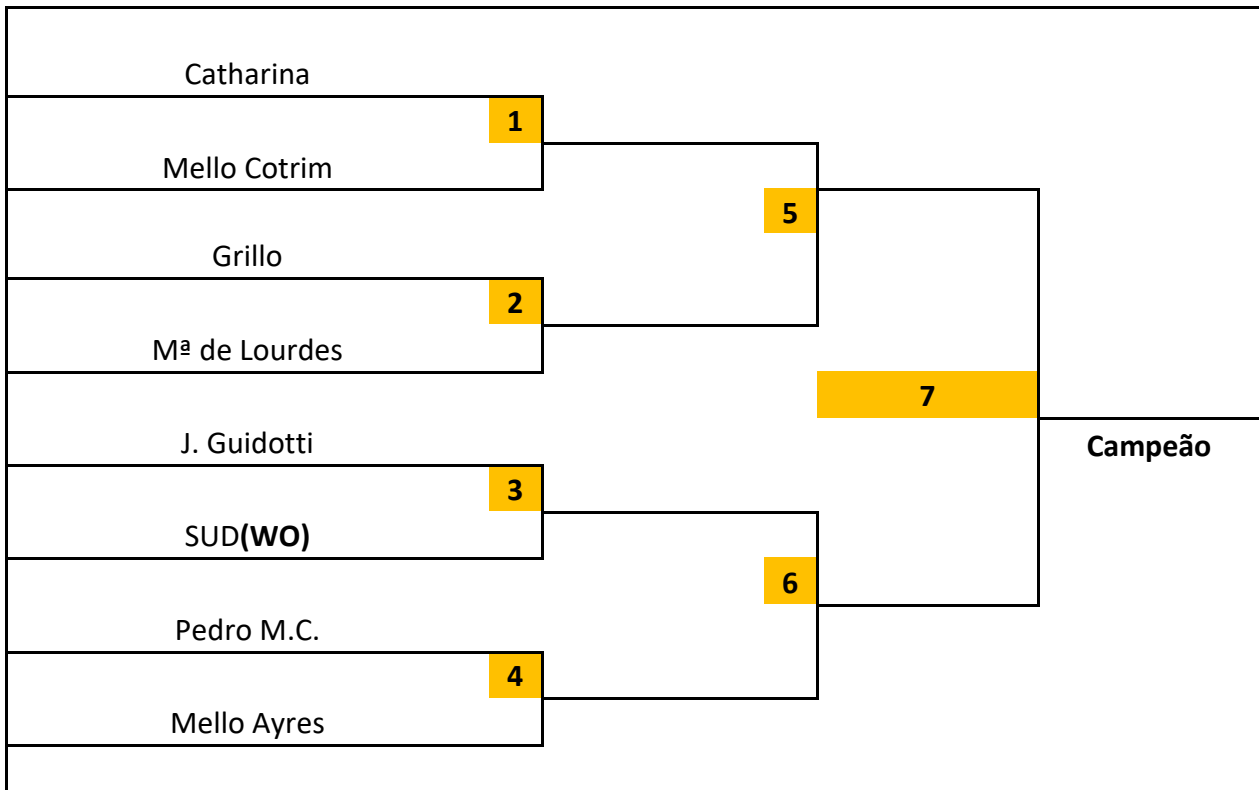 Catharina
1
Mello Cotrim
5
Grillo
2
Mª de Lourdes
7
J. Guidotti
Campeão
3
SUD(WO)
6
Pedro M.C.
4
Mello Ayres